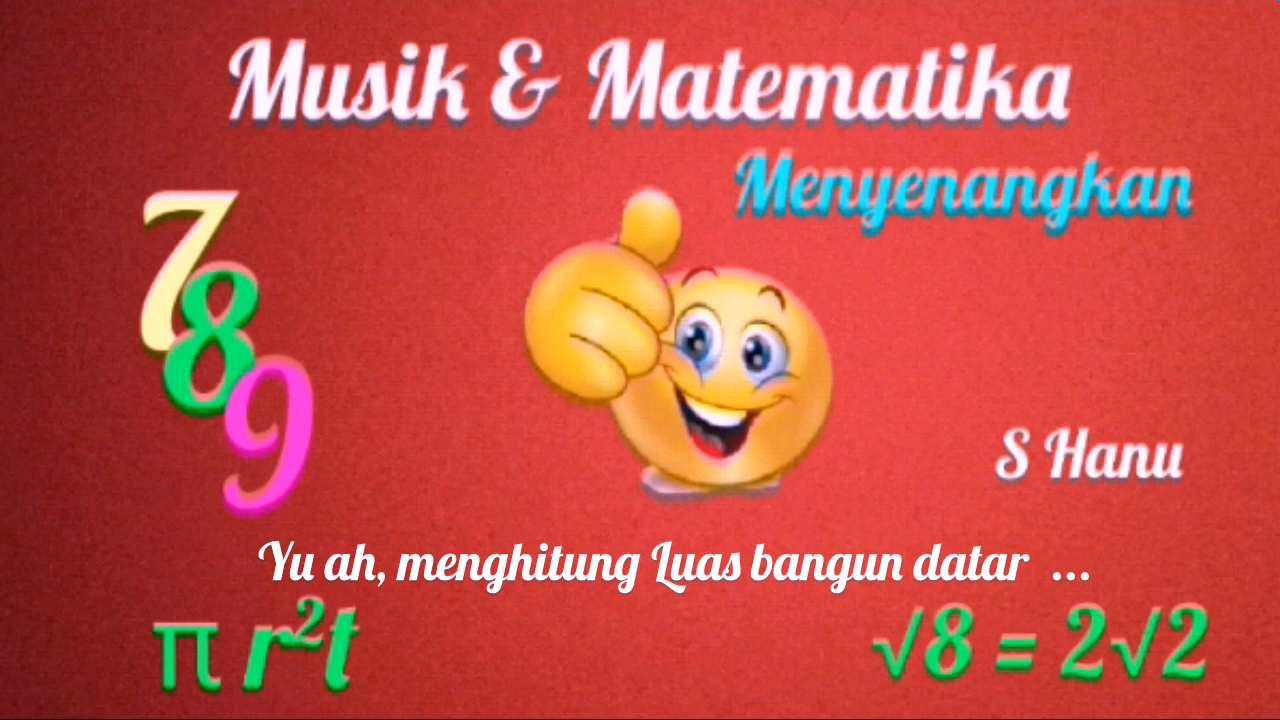 Musik & Matematika
Menyenangkan
7
8
9
S Hanu
Yu ah, menghitung Luas bangun datar ...
π r²t
√8 = 2√2